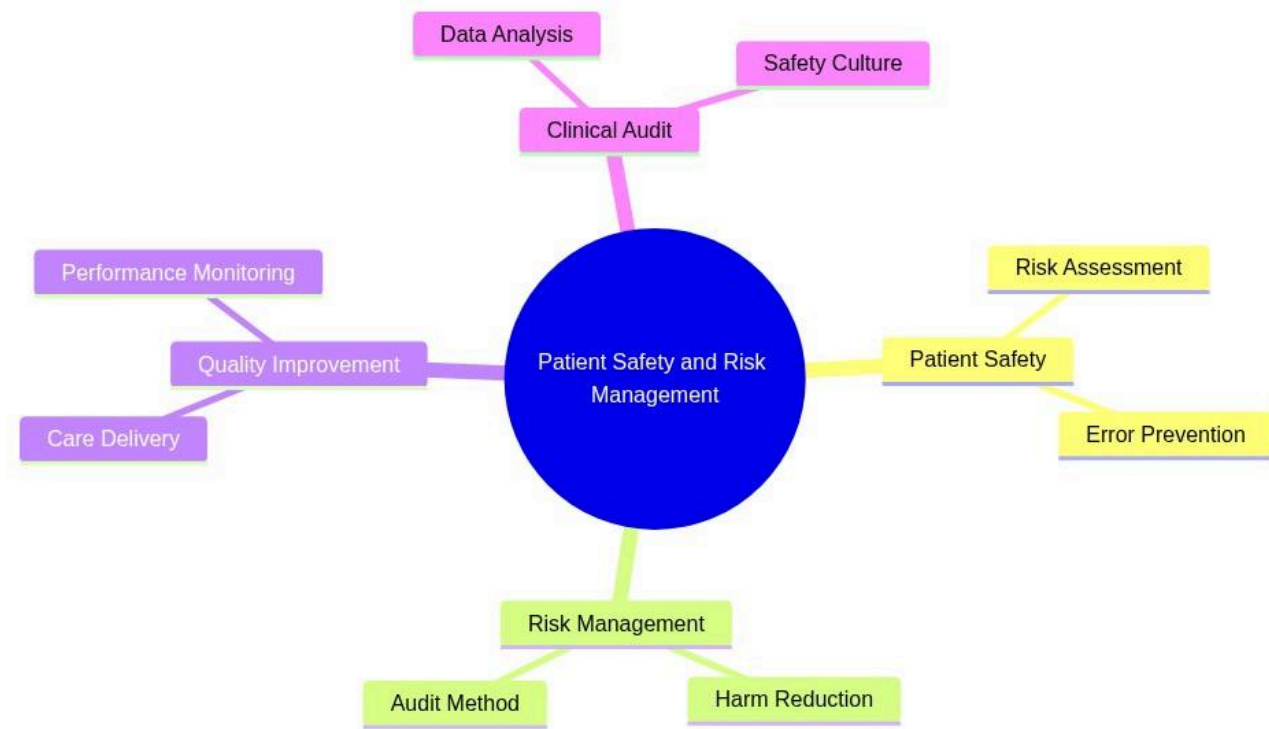 Data Analysis
Safety Culture
Clinical Audit
Performance Monitoring
Risk Assessment
Quality Improvement
Patient Safety and Risk
Management
Patient Safety
Care Delivery
Error Prevention
Risk Management
Audit Method
Harm Reduction